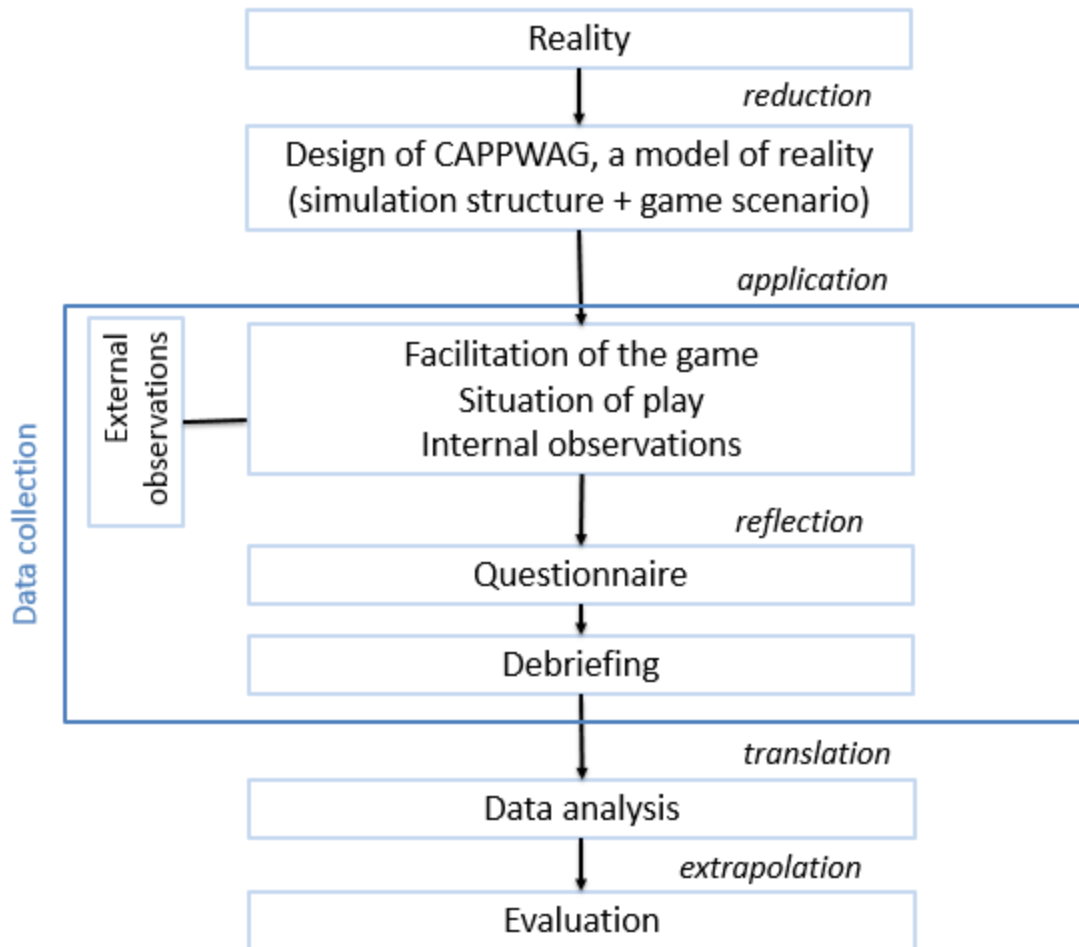 Reality
reduction
Design of CAPPWAG, a model of reality
(simulation structure + game scenario)
application
External
observations
Facilitation of the game
Situation of play
Internal observations
Data collection
reflection
Questionnaire
Debriefing
translation
Data analysis
extrapolation
Evaluation